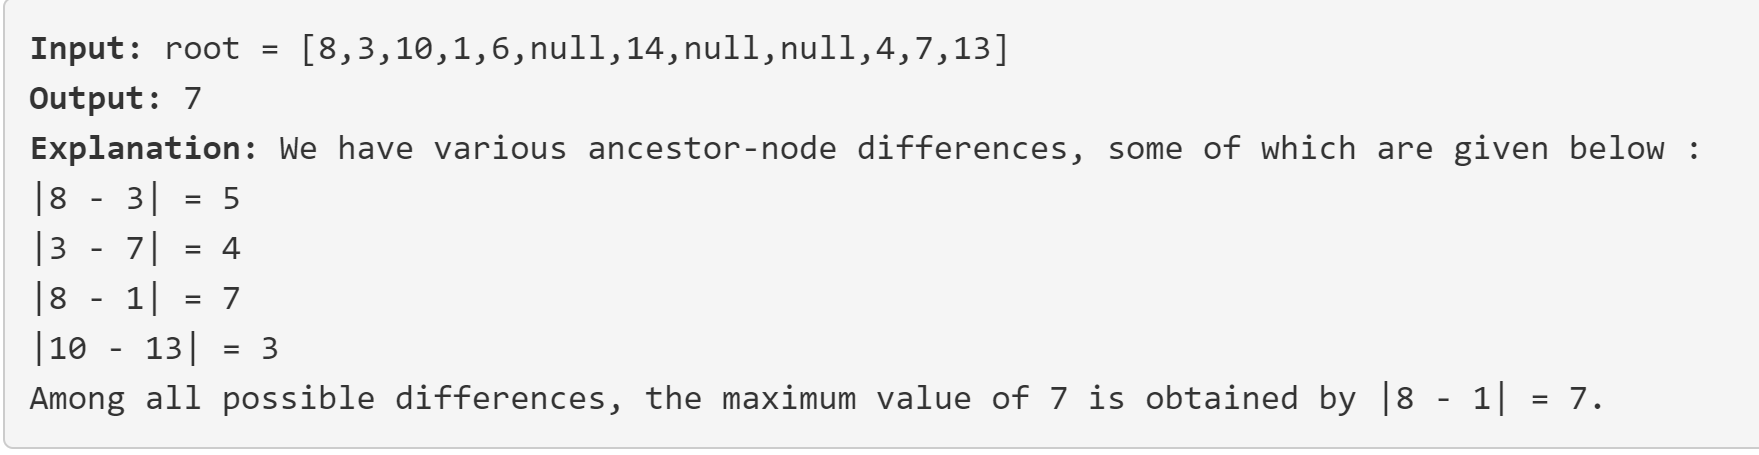 Input: root = [8,3,10,1,6,null,14,null,null,4,7,13]
Output: 7
Explanation: We have various ancestor-node differences, some of which are given below :
|8 - 3| = 5
|3 - 7| = 4
|8 - 1| = 7
|10 - 13| = 3
Among all possible differences, the maximum value of 7 is obtained by |8 - 1| = 7.